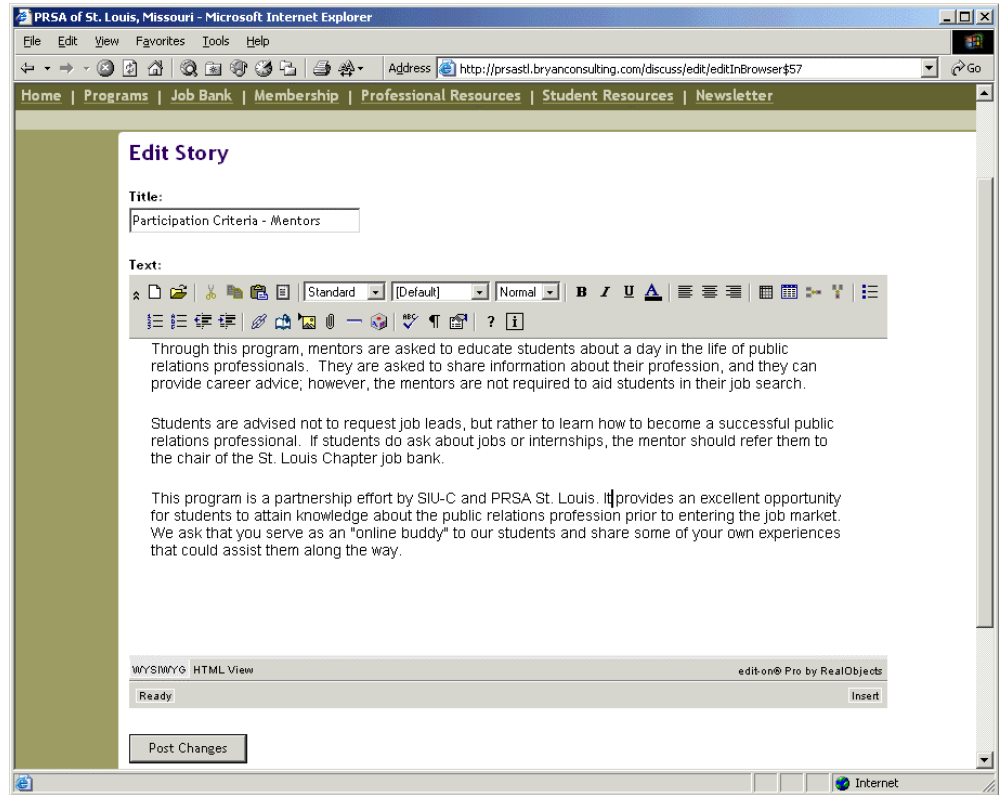 PRSA of St. Louis, Missouri - Microsoft Internet Explorer
File Edit View Favorites Tools Help
Address http://prsastl.bryanconsulting.com/discuss/edit/editInBrowser$57 Go
Home | Programs | Job Bank | Membership | Professional Resources | Student Resources | Newsletter
Edit Story
Title:
Participation Criteria - Mentors
Text:
Standard [Default] Normal B I U A
ABC ¶ ? i
Through this program, mentors are asked to educate students about a day in the life of public
relations professionals. They are asked to share information about their profession, and they can
provide career advice; however, the mentors are not required to aid students in their job search.
Students are advised not to request job leads, but rather to learn how to become a successful public
relations professional. If students do ask about jobs or internships, the mentor should refer them to
the chair of the St. Louis Chapter job bank.
This program is a partnership effort by SIU-C and PRSA St. Louis. It provides an excellent opportunity
for students to attain knowledge about the public relations profession prior to entering the job market.
We ask that you serve as an "online buddy" to our students and share some of your own experiences
that could assist them along the way.
WYSIWYG HTML View edit-on® Pro by RealObjects
Ready Insert
Post Changes
Internet